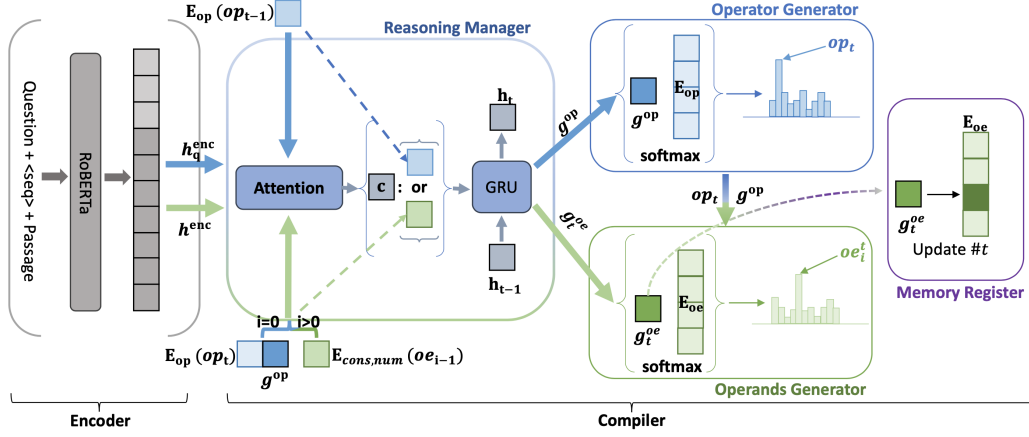 E_op (op_{t-1})
Reasoning Manager
Operator Generator
Question + <seq> + Passage
RoBERTa
h_q^enc
h^enc
Attention
c : or
h_t
GRU
h_{t-1}
g^op
g_t^oe
g^op
E_op
softmax
op_t
op_t g^op
g_t^oe
E_oe
softmax
oe_i^t
Operands Generator
E_oe
g_t^oe
Update #t
Memory Register
i=0 i>0
E_op (op_t)
g^op
E_{cons,num} (oe_{i-1})
Encoder
Compiler